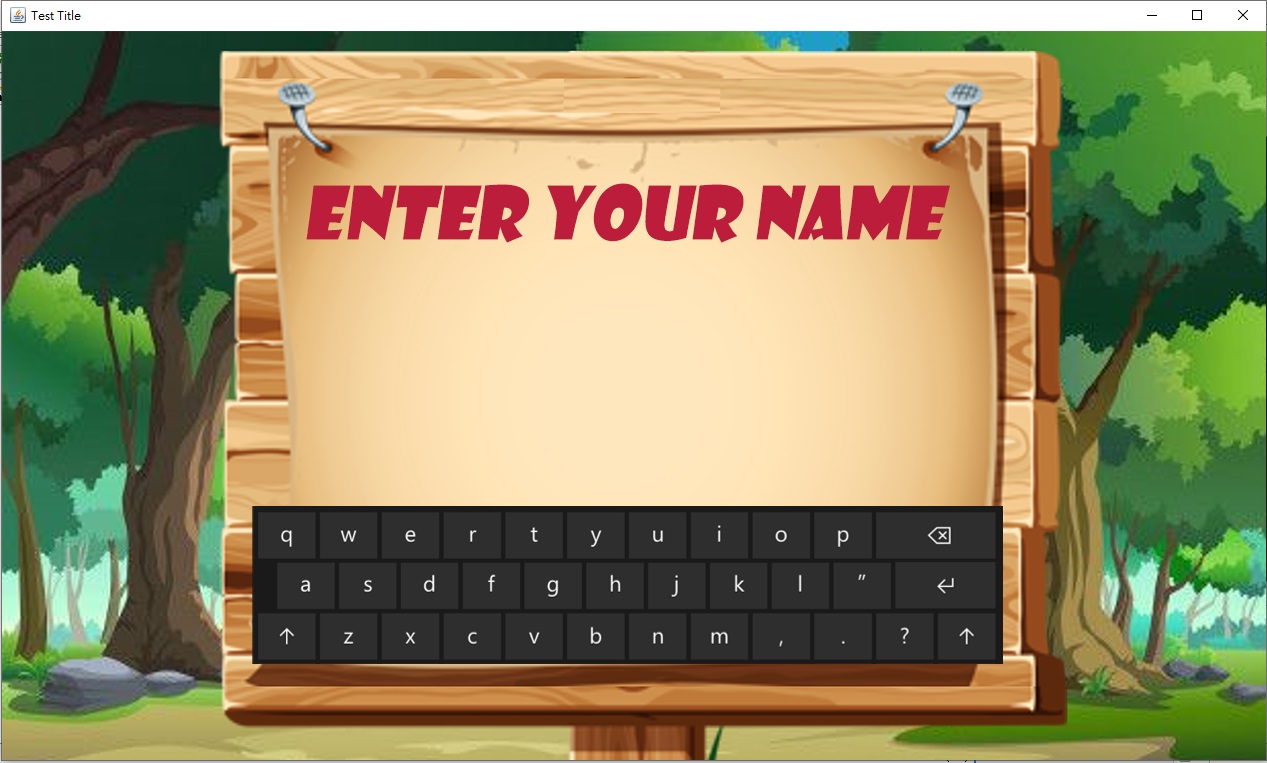 Test Title
ENTER YOUR NAME
q w e r t y u i o p
a s d f g h j k l "
z x c v b n m , . ?